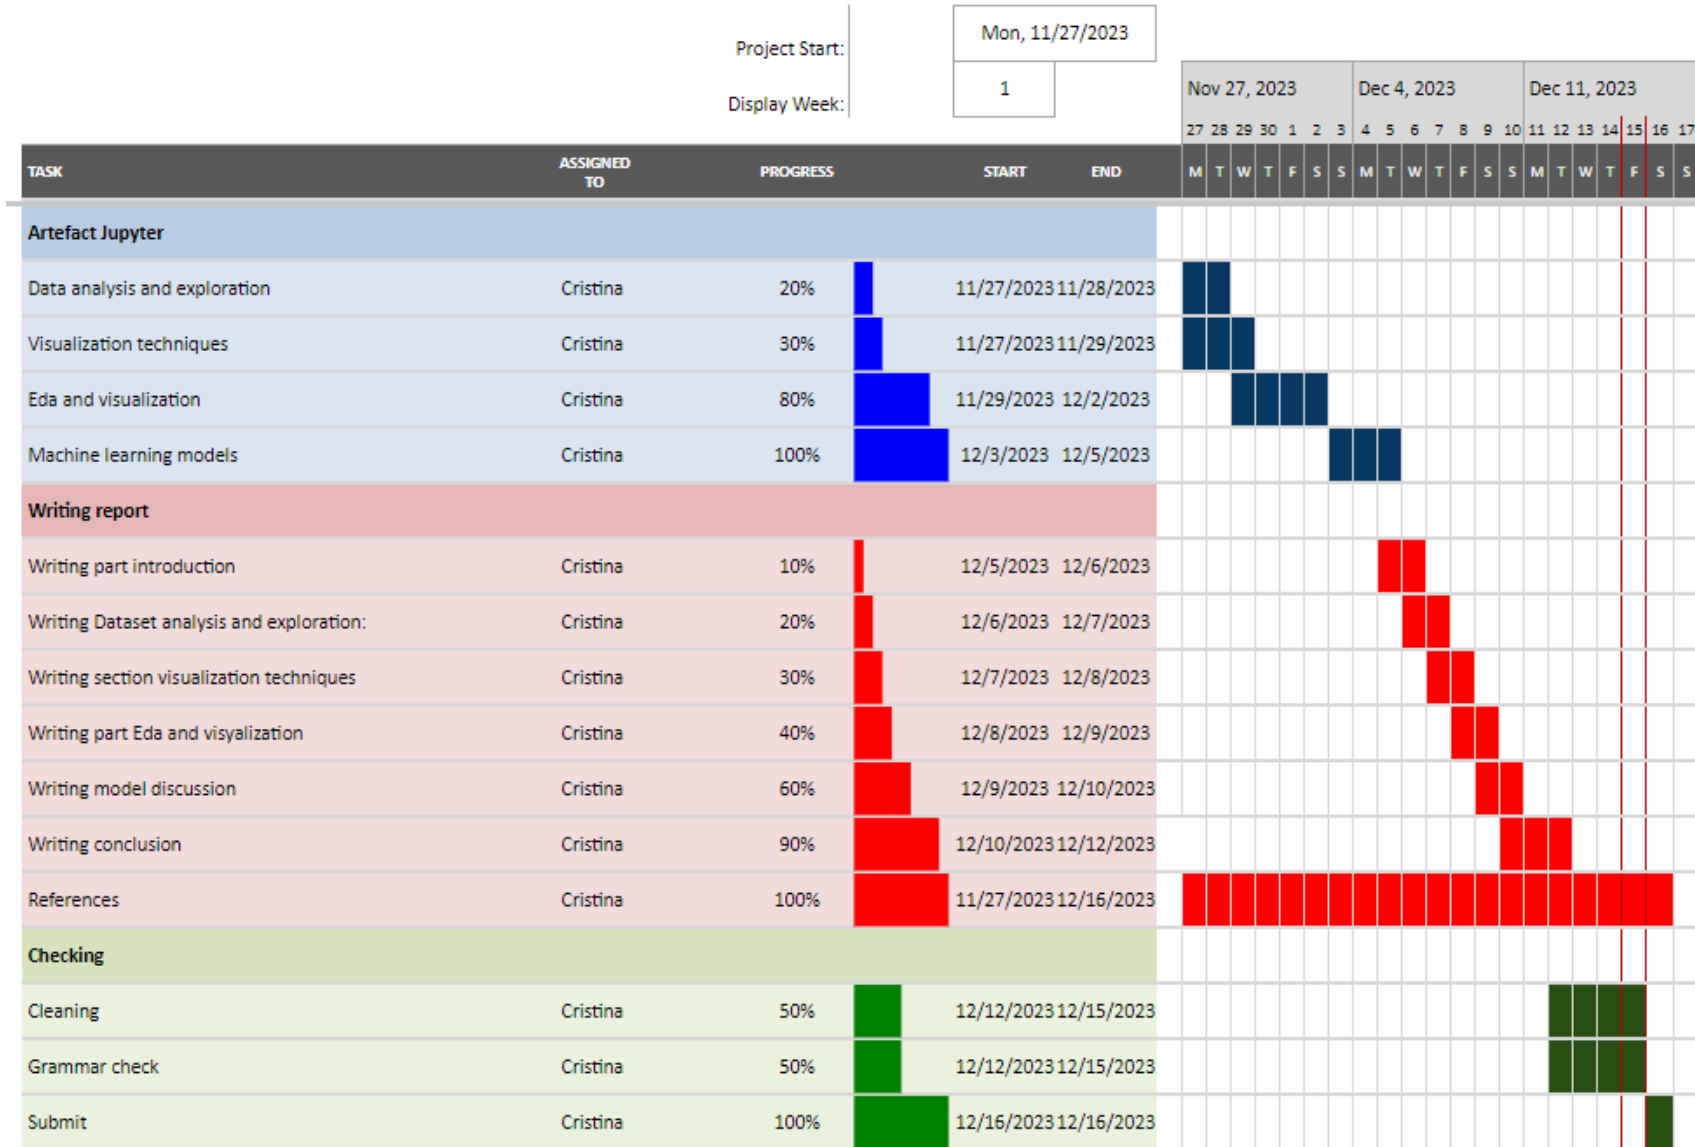 Project Start: Mon, 11/27/2023
Display Week: 1
Nov 27, 2023 Dec 4, 2023 Dec 11, 2023
27 28 29 30 1 2 3 4 5 6 7 8 9 10 11 12 13 14 15 16 17
TASK ASSIGNED TO PROGRESS START END M T W T F S S M T W T F S S M T W T F S S
Artefact Jupyter
Data analysis and exploration Cristina 20% 11/27/2023 11/28/2023
Visualization techniques Cristina 30% 11/27/2023 11/29/2023
Eda and visualization Cristina 80% 11/29/2023 12/2/2023
Machine learning models Cristina 100% 12/3/2023 12/5/2023
Writing report
Writing part introduction Cristina 10% 12/5/2023 12/6/2023
Writing Dataset analysis and exploration: Cristina 20% 12/6/2023 12/7/2023
Writing section visualization techniques Cristina 30% 12/7/2023 12/8/2023
Writing part Eda and visyalization Cristina 40% 12/8/2023 12/9/2023
Writing model discussion Cristina 60% 12/9/2023 12/10/2023
Writing conclusion Cristina 90% 12/10/2023 12/12/2023
References Cristina 100% 11/27/2023 12/16/2023
Checking
Cleaning Cristina 50% 12/12/2023 12/15/2023
Grammar check Cristina 50% 12/12/2023 12/15/2023
Submit Cristina 100% 12/16/2023 12/16/2023